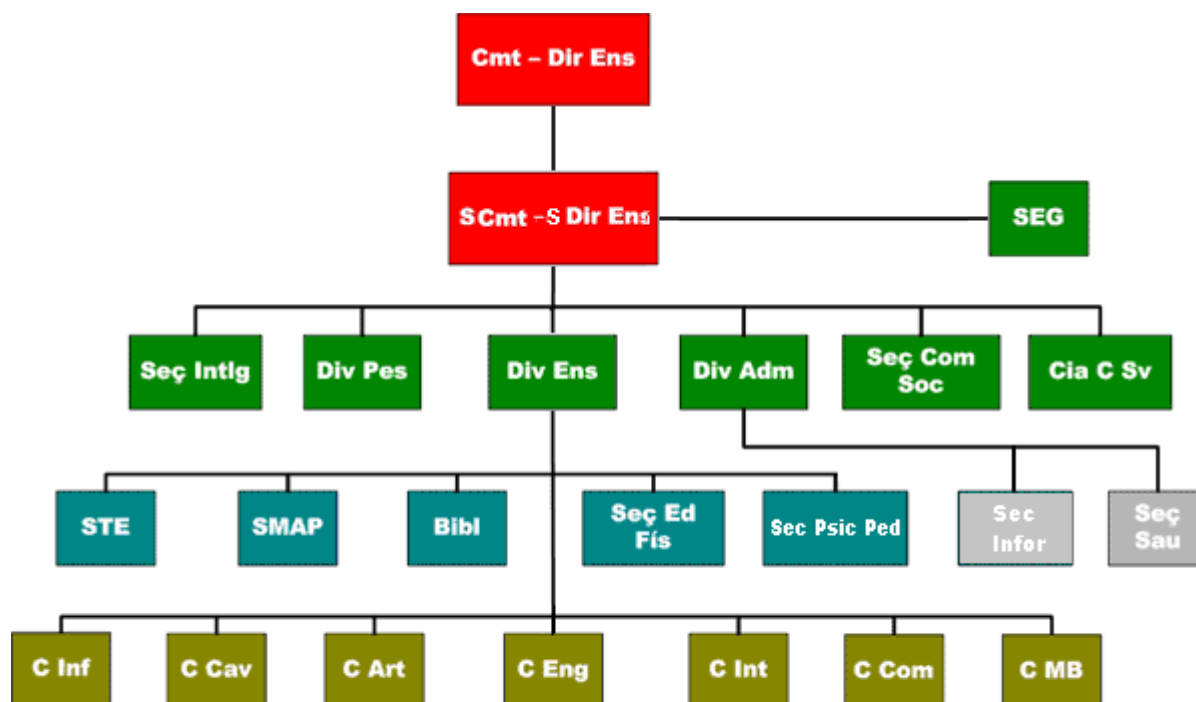 Cmt – Dir Ens
SCmt -S Dir Ens
SEG
Seç Intlg
Div Pes
Div Ens
Div Adm
Seç Com
Soc
Cia C Sv
STE
SMAP
Bibl
Seç Ed
Fís
Sec Psic Ped
Sec
Infor
Seç
Sau
C Inf
C Cav
C Art
C Eng
C Int
C Com
C MB